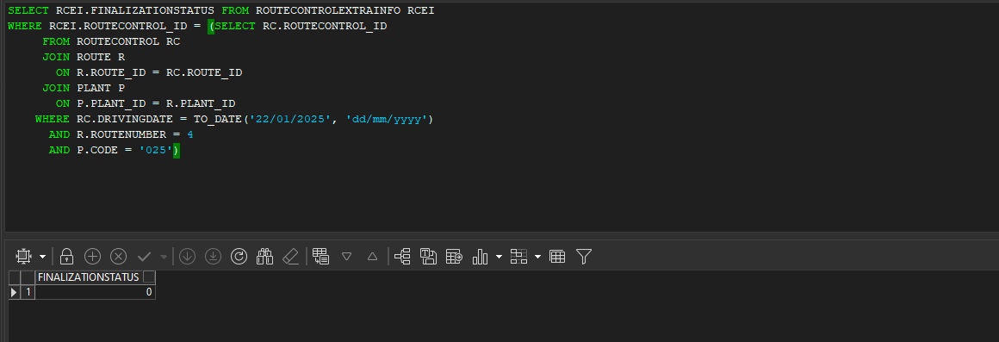 SELECT RCEI.FINALIZATIONSTATUS FROM ROUTECONTROLEXTRAINFO RCEI
WHERE RCEI.ROUTECONTROL_ID = (SELECT RC.ROUTECONTROL_ID
FROM ROUTECONTROL RC
JOIN ROUTE R
ON R.ROUTE_ID = RC.ROUTE_ID
JOIN PLANT P
ON P.PLANT_ID = R.PLANT_ID
WHERE RC.DRIVINGDATE = TO_DATE('22/01/2025', 'dd/mm/yyyy')
AND R.ROUTENUMBER = 4
AND P.CODE = '025')
FINALIZATIONSTATUS
1 0